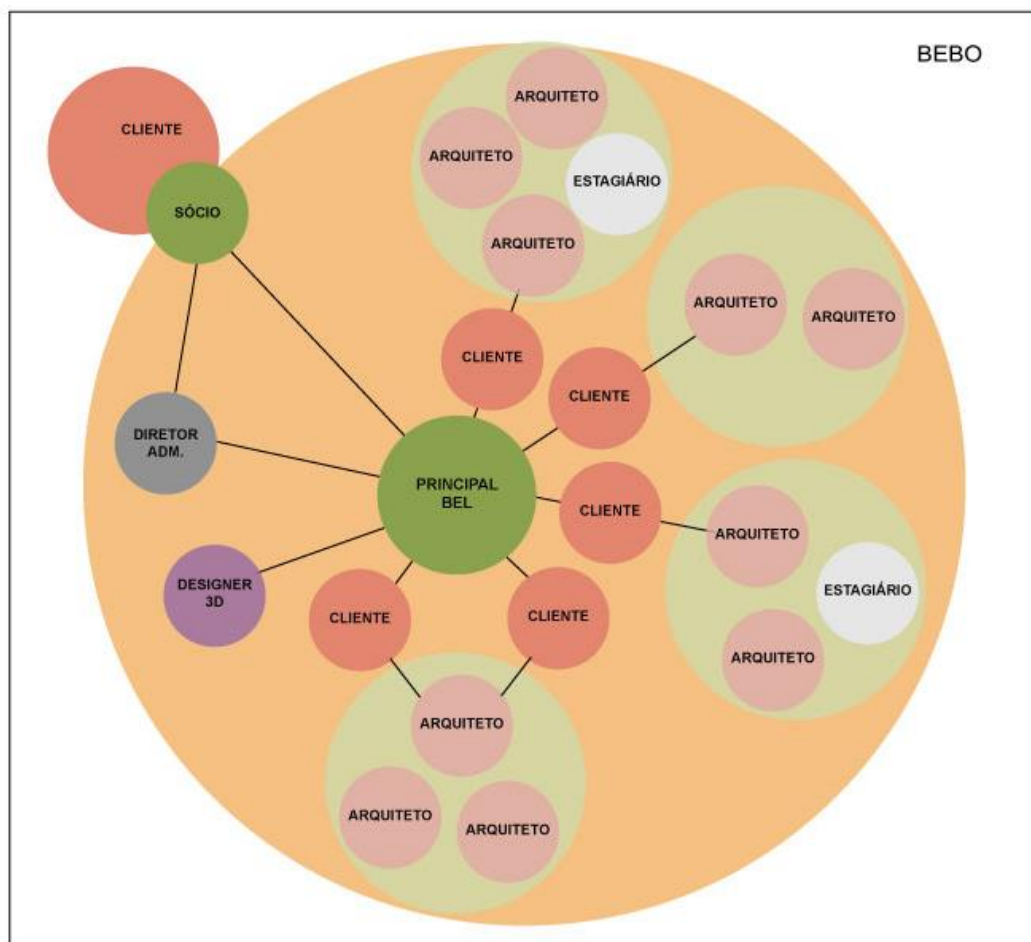 BEBO
CLIENTE
SÓCIO
ARQUITETO
ARQUITETO
ESTAGIÁRIO
ARQUITETO
ARQUITETO
ARQUITETO
CLIENTE
CLIENTE
DIRETOR
ADM.
PRINCIPAL
BEL
CLIENTE
ARQUITETO
ESTAGIÁRIO
ARQUITETO
DESIGNER
3D
CLIENTE
CLIENTE
ARQUITETO
ARQUITETO
ARQUITETO